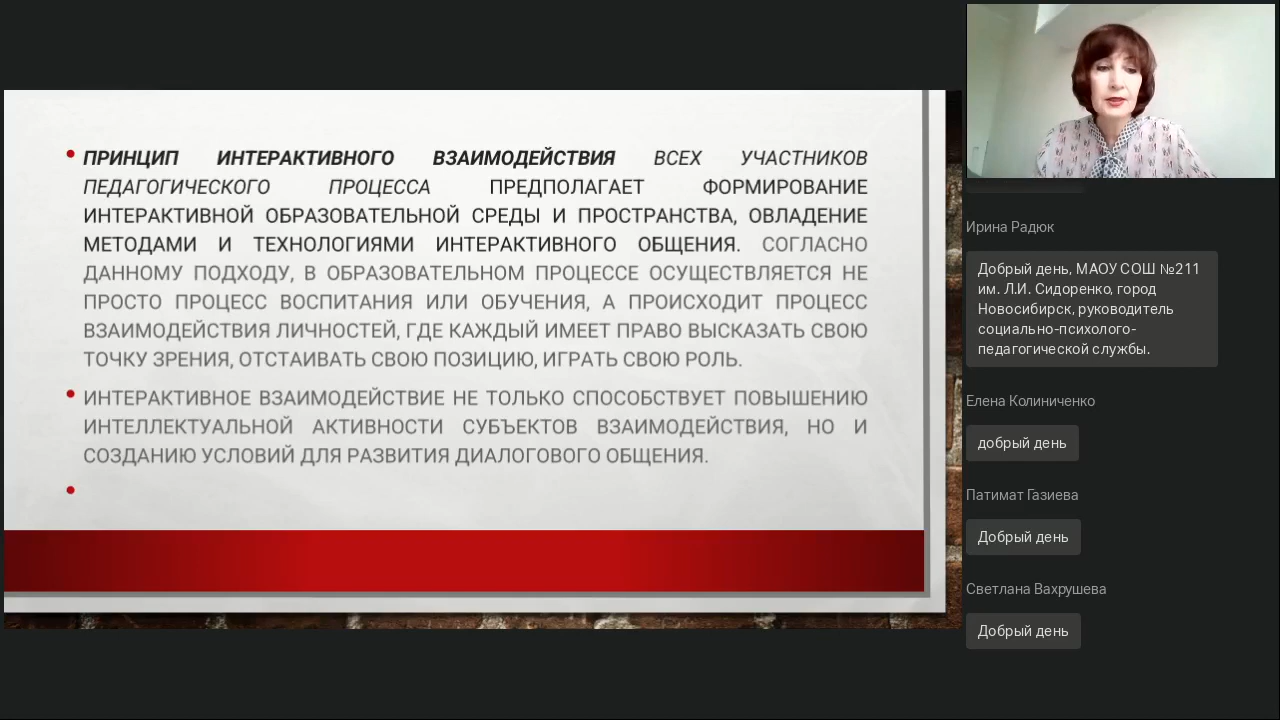 ПРИНЦИП ИНТЕРАКТИВНОГО ВЗАИМОДЕЙСТВИЯ ВСЕХ УЧАСТНИКОВ
ПЕДАГОГИЧЕСКОГО ПРОЦЕССА ПРЕДПОЛАГАЕТ ФОРМИРОВАНИЕ
ИНТЕРАКТИВНОЙ ОБРАЗОВАТЕЛЬНОЙ СРЕДЫ И ПРОСТРАНСТВА, ОВЛАДЕНИЕ
МЕТОДАМИ И ТЕХНОЛОГИЯМИ ИНТЕРАКТИВНОГО ОБЩЕНИЯ. СОГЛАСНО
ДАННОМУ ПОДХОДУ, В ОБРАЗОВАТЕЛЬНОМ ПРОЦЕССЕ ОСУЩЕСТВЛЯЕТСЯ НЕ
ПРОСТО ПРОЦЕСС ВОСПИТАНИЯ ИЛИ ОБУЧЕНИЯ, А ПРОИСХОДИТ ПРОЦЕСС
ВЗАИМОДЕЙСТВИЯ ЛИЧНОСТЕЙ, ГДЕ КАЖДЫЙ ИМЕЕТ ПРАВО ВЫСКАЗАТЬ СВОЮ
ТОЧКУ ЗРЕНИЯ, ОТСТАИВАТЬ СВОЮ ПОЗИЦИЮ, ИГРАТЬ СВОЮ РОЛЬ.
ИНТЕРАКТИВНОЕ ВЗАИМОДЕЙСТВИЕ НЕ ТОЛЬКО СПОСОБСТВУЕТ ПОВЫШЕНИЮ
ИНТЕЛЛЕКТУАЛЬНОЙ АКТИВНОСТИ СУБЪЕКТОВ ВЗАИМОДЕЙСТВИЯ, НО И
СОЗДАНИЮ УСЛОВИЙ ДЛЯ РАЗВИТИЯ ДИАЛОГОВОГО ОБЩЕНИЯ.
Ирина Радюк
Добрый день, МАОУ СОШ №211
им. Л.И. Сидоренко, город
Новосибирск, руководитель
социально-психолого-
педагогической службы.
Елена Колиниченко
добрый день
Патимат Газиева
Добрый день
Светлана Вахрушева
Добрый день